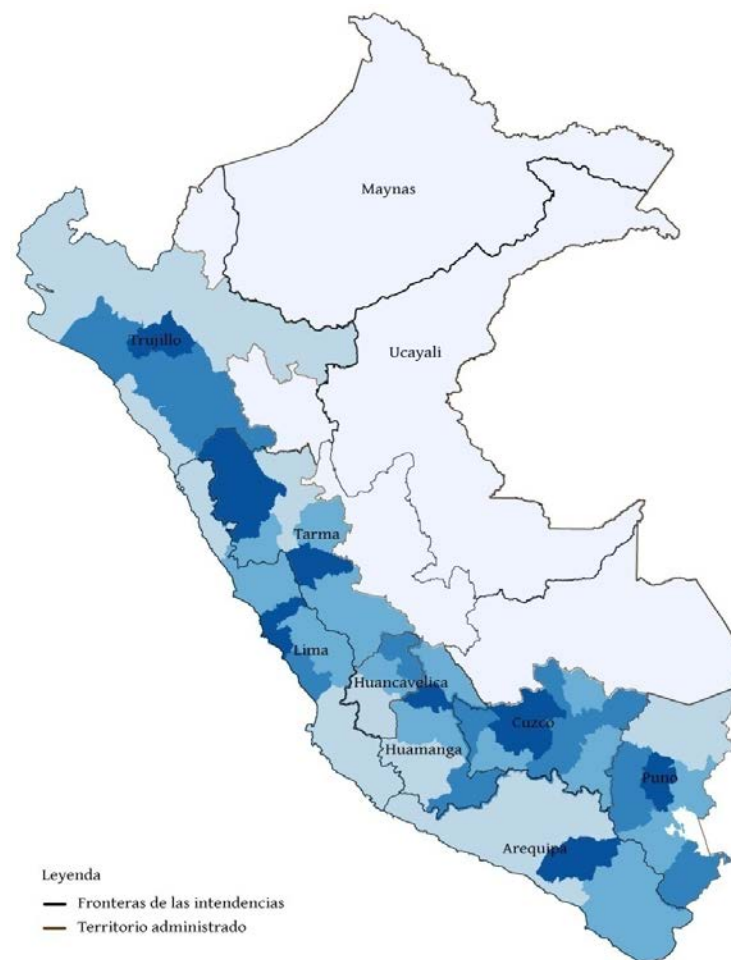 Maynas
Ucayali
Trujillo
Tarma
Lima
Huancavelica
Cuzco
Huamanga
Puno
Arequipa
Leyenda
Fronteras de las intendencias
Territorio administrado